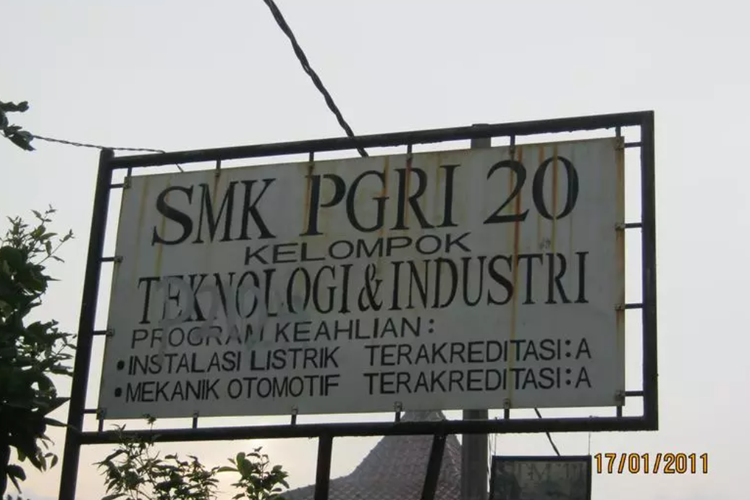 SMK PGRI 20
KELOMPOK
TEKNOLOGI & INDUSTRI
PROGRAM KEAHLIAN :
• INSTALASI LISTRIK TERAKREDITASI : A
• MEKANIK OTOMOTIF TERAKREDITASI : A
17/01/2011